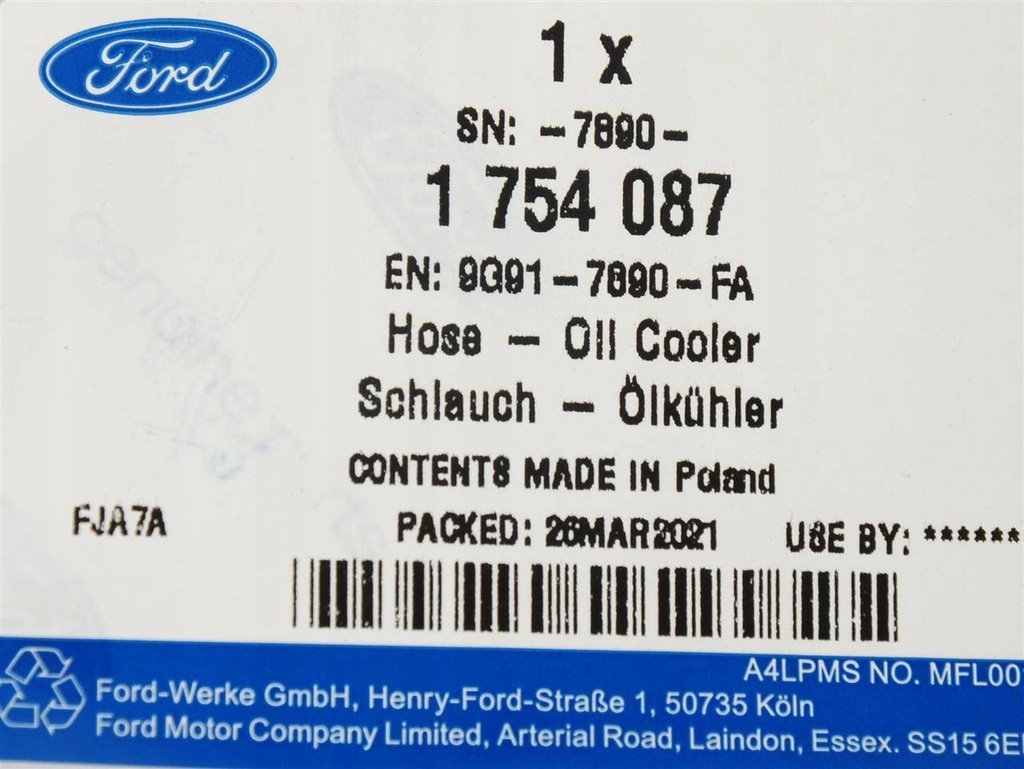 Ford
1 x
SN: -7890-
1 754 087
EN: 9G91-7890-FA
Hose - Oil Cooler
Schlauch - Ölkühler
CONTENTS MADE IN Poland
FJA7A PACKED: 26MAR2021 USE BY: ******
A4LPMS NO. MFL00
Ford-Werke GmbH, Henry-Ford-Straße 1, 50735 Köln
Ford Motor Company Limited, Arterial Road, Laindon, Essex. SS15 6E